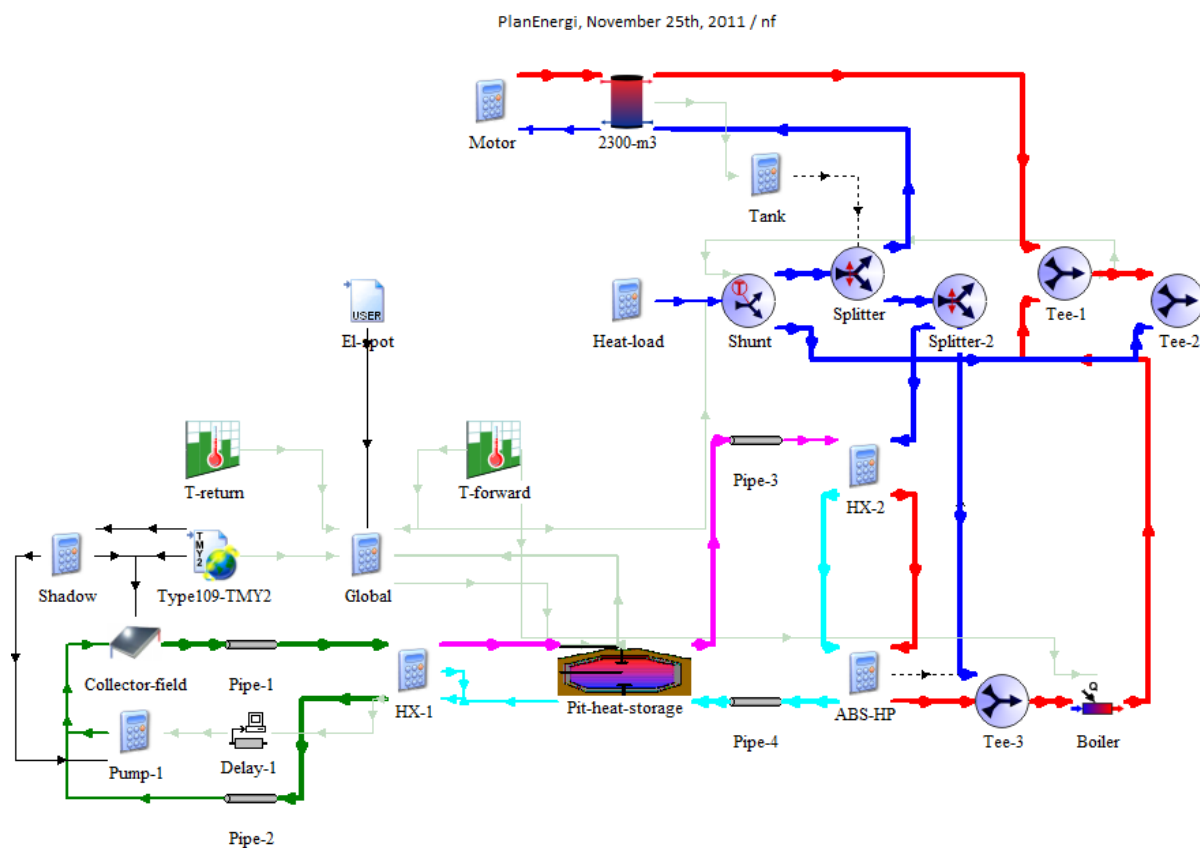 PlanEnergi, November 25th, 2011 / nf
Motor
2300-m3
Tank
USER
El-spot
Heat-load
T
Shunt
Splitter
Splitter-2
Tee-1
Tee-2
T-return
T-forward
Pipe-3
HX-2
Shadow
TMY2
Type109-TMY2
Global
Collector-field
Pipe-1
HX-1
Pit-heat-storage
Pipe-4
ABS-HP
Tee-3
Q
Boiler
Pump-1
Delay-1
Pipe-2